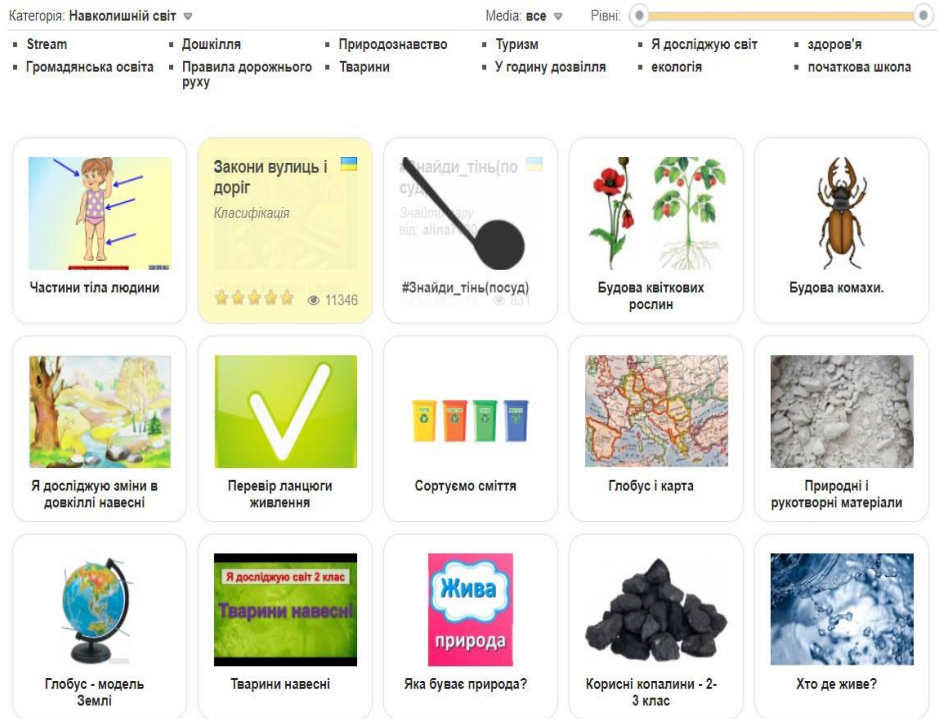 Категорія: Навколишній світ
Media: все
Рівні:
Stream
Дошкілля
Природознавство
Туризм
Я досліджую світ
здоров'я
Громадянська освіта
Правила дорожнього
руху
Тварини
У годину дозвілля
екологія
початкова школа
Частини тіла людини
Закони вулиць і
доріг
Класифікація
11346
#Знайди_тінь(по
суд)
Знайти пару
від:
#Знайди_тінь(посуд)
831
Будова квіткових
рослин
Будова комахи.
Я досліджую зміни в
довкіллі навесні
Перевір ланцюги
живлення
Сортуємо сміття
Глобус і карта
Природні і
рукотворні матеріали
Глобус - модель
Землі
Я досліджую світ 2 клас
Тварини навесні
Тварини навесні
Жива
природа
Яка буває природа?
Корисні копалини - 2-
3 клас
Хто де живе?